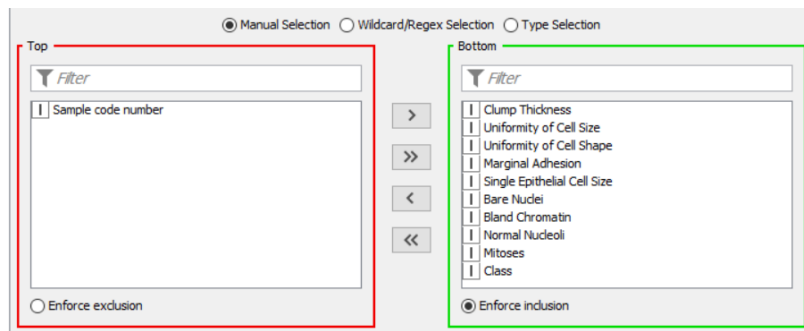 Manual Selection Wildcard/Regex Selection Type Selection
Top
Filter
I Sample code number
Enforce exclusion
>
>>
<
<<
Bottom
Filter
I Clump Thickness
I Uniformity of Cell Size
I Uniformity of Cell Shape
I Marginal Adhesion
I Single Epithelial Cell Size
I Bare Nuclei
I Bland Chromatin
I Normal Nucleoli
I Mitoses
I Class
Enforce inclusion